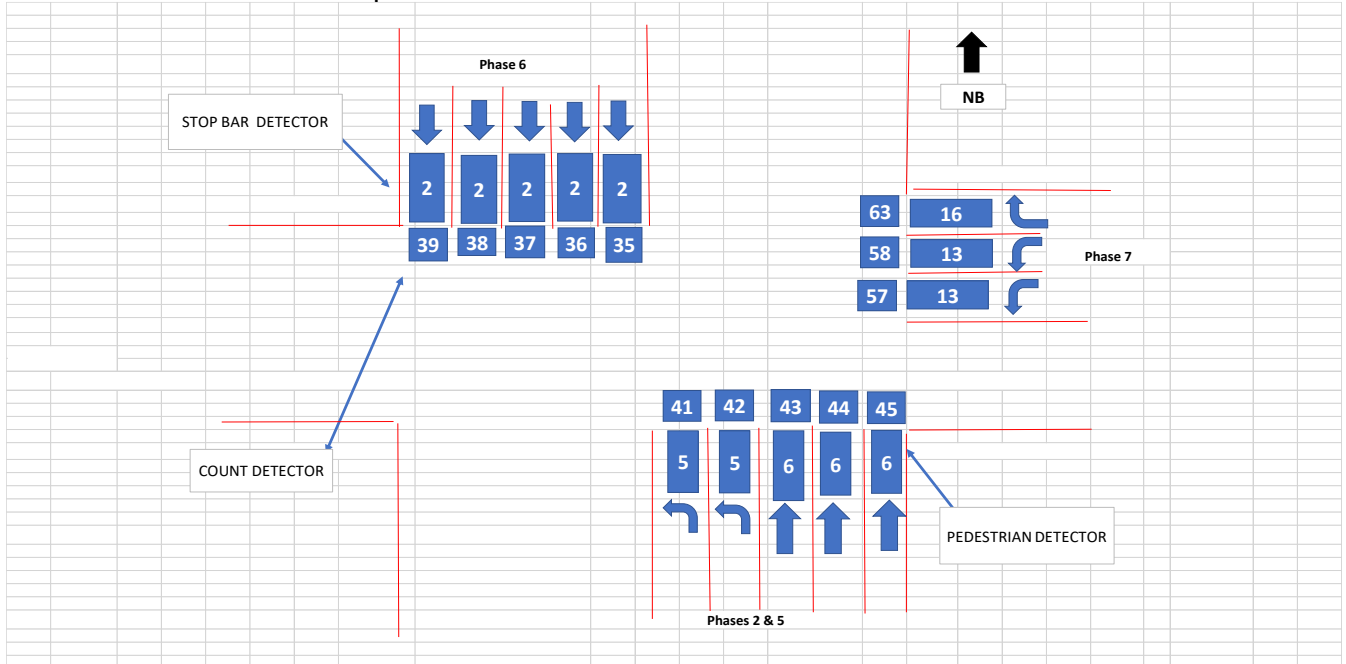 Phase 6
NB
STOP BAR DETECTOR
2 2 2 2 2
39 38 37 36 35
63 16
58 13
Phase 7
57 13
41 42 43 44 45
5 5 6 6 6
COUNT DETECTOR
PEDESTRIAN DETECTOR
Phases 2 & 5